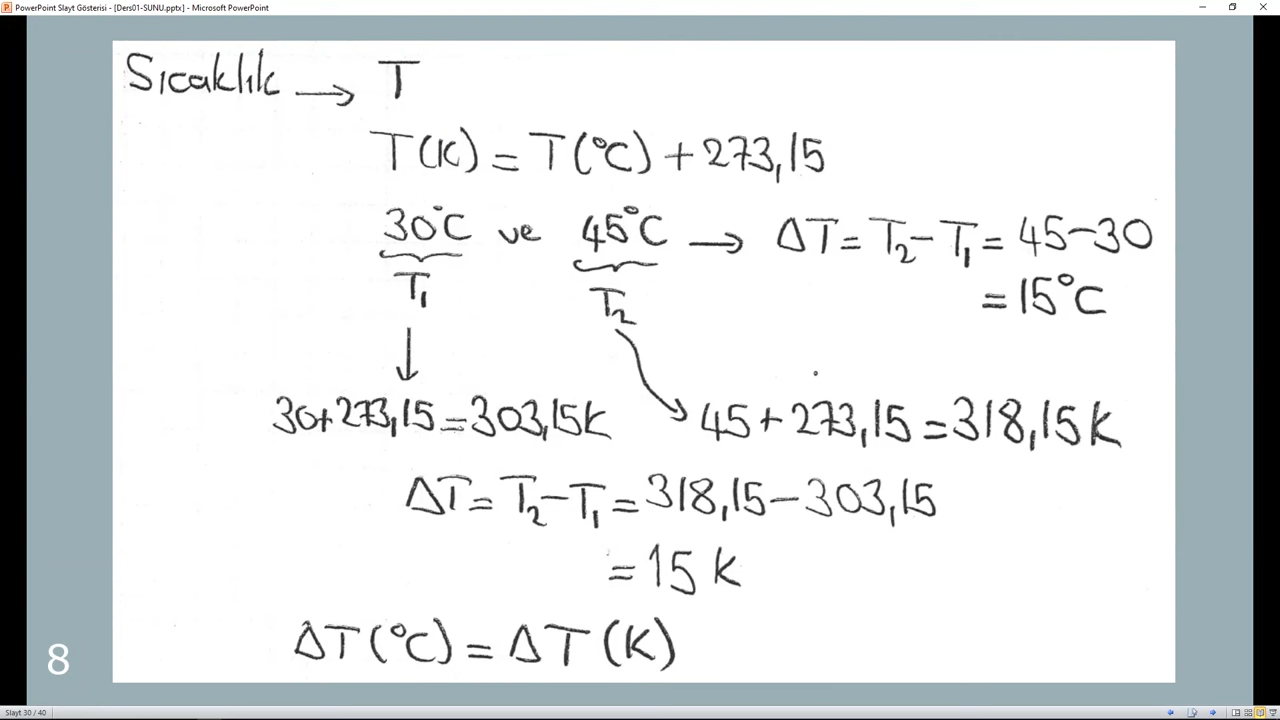 PowerPoint Slayt Gösterisi - [Ders01-SUNU.pptx] - Microsoft PowerPoint
Sıcaklık → T
T(K) = T(°C) + 273,15
30°C ve 45°C → ΔT = T₂ - T₁ = 45 - 30
T₁ T₂ = 15°C
30+273,15 = 303,15K 45 + 273,15 = 318,15 K
ΔT = T₂ - T₁ = 318,15 - 303,15
= 15 K
ΔT(°C) = ΔT(K)
8
Slayt 30 / 40